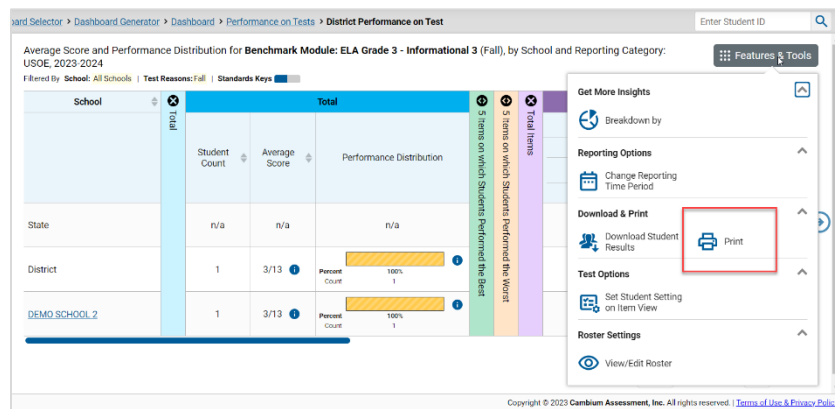 ard Selector > Dashboard Generator > Dashboard > Performance on Tests > District Performance on Test
Enter Student ID
Average Score and Performance Distribution for Benchmark Module: ELA Grade 3 - Informational 3 (Fall), by School and Reporting Category:
USOE, 2023-2024
Filtered By School: All Schools | Test Reasons: Fall | Standards Keys
Features & Tools
School
Total
Total
Student
Count
Average
Score
Performance Distribution
5 Items on which Students Performed the Best
5 Items on which Students Performed the Worst
Total Items
State
n/a
n/a
n/a
District
1
3/13
Percent 100%
Count 1
DEMO SCHOOL 2
1
3/13
Percent 100%
Count 1
Get More Insights
Breakdown by
Reporting Options
Change Reporting
Time Period
Download & Print
Download Student
Results
Print
Test Options
Set Student Setting
on Item View
Roster Settings
View/Edit Roster
Copyright © 2023 Cambium Assessment, Inc. All rights reserved. | Terms of Use & Privacy Polic